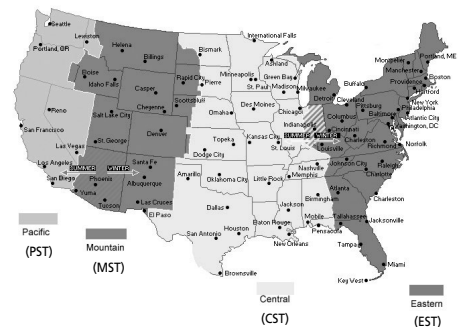 Seattle
Portland, OR
Lewiston
Helena
Billings
Boise
Idaho Falls
Casper
Cheyenne
Reno
Salt Lake City
San Francisco
Las Vegas
St. George
Denver
Los Angeles
SUMMER WINTER
San Diego
Phoenix
Yuma
Tucson
Santa Fe
Albuquerque
Las Cruces
El Paso
Bismark
Rapid City
Pierre
Scottsbluff
International Falls
Ashland
Minneapolis
St. Paul
Green Bay
Madison
Milwaukee
Des Moines
Omaha
Chicago
Topeka
Kansas City
Dodge City
St. Louis
Amarillo
Oklahoma City
Little Rock
Dallas
San Antonio
Houston
Brownsville
Baton Rouge
New Orleans
Jackson
Mobile
Birmingham
Nashville
Memphis
Indianapolis
SUMMER WINTER
Louisville
Detroit
Cleveland
Columbus
Cincinnati
Charleston
Johnson City
Buffalo
Pittsburg
Montpelier
Portland, ME
Manchester
Boston
Providence
Hartford
New York
Philadelphia
Atlantic City
Baltimore
Washington, DC
Richmond
Norfolk
Raleigh
Charlotte
Charleston
Atlanta
Jacksonville
Tallahassee
Pensacola
Tampa
Miami
Key West
Pacific
(PST)
Mountain
(MST)
Central
(CST)
Eastern
(EST)